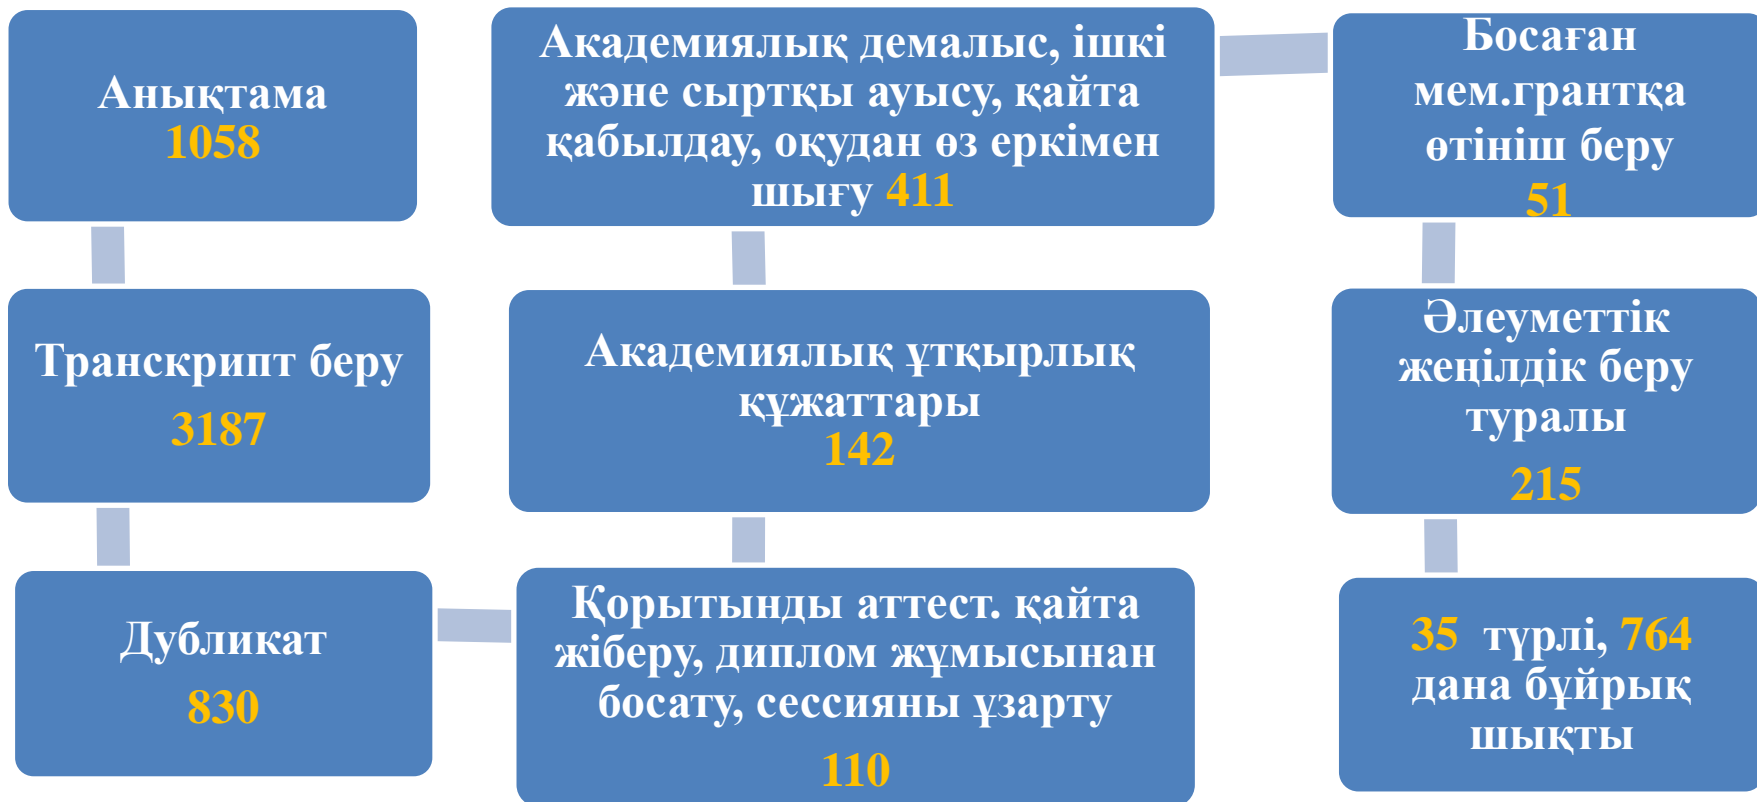 Анықтама
1058
Транскрипт беру
3187
Дубликат
830
Қорытынды аттест. қайта
жіберу, диплом жұмысынан
босату, сессияны ұзарту
110
Академиялық ұтқырлық
құжаттары
142
Академиялық демалыс, ішкі
және сыртқы ауысу, қайта
қабылдау, оқудан өз еркімен
шығу 411
Босаған
мем.грантқа
өтініш беру
51
Әлеуметтік
жеңілдік беру
туралы
215
35 түрлі, 764
дана бұйрық
шықты